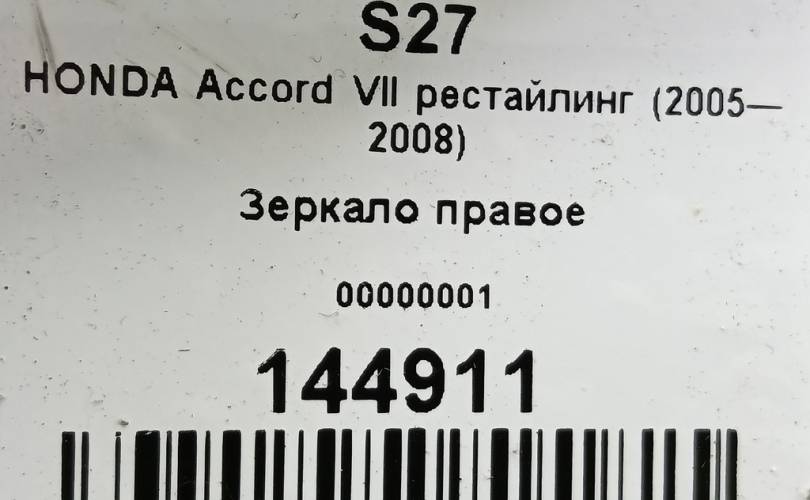 S27
HONDA Accord VII рестайлинг (2005—
2008)
Зеркало правое
00000001
144911